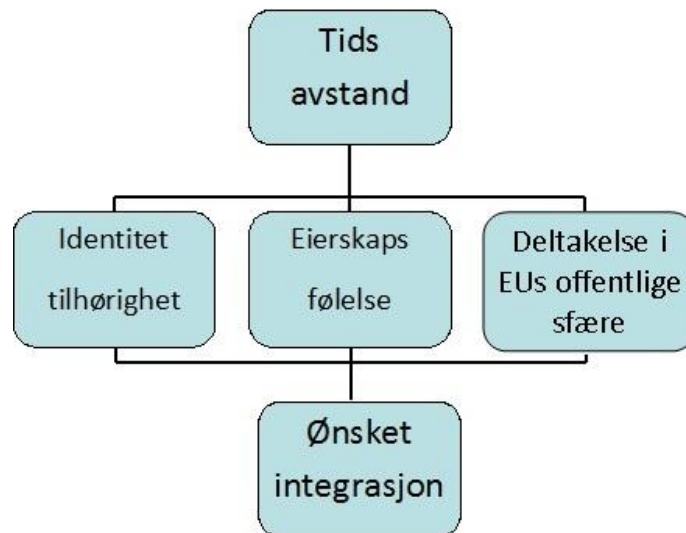 Tids
avstand
Identitet
tilhørighet
Eierskaps
følelse
Deltakelse i
EUs offentlige
sfære
Ønsket
integrasjon